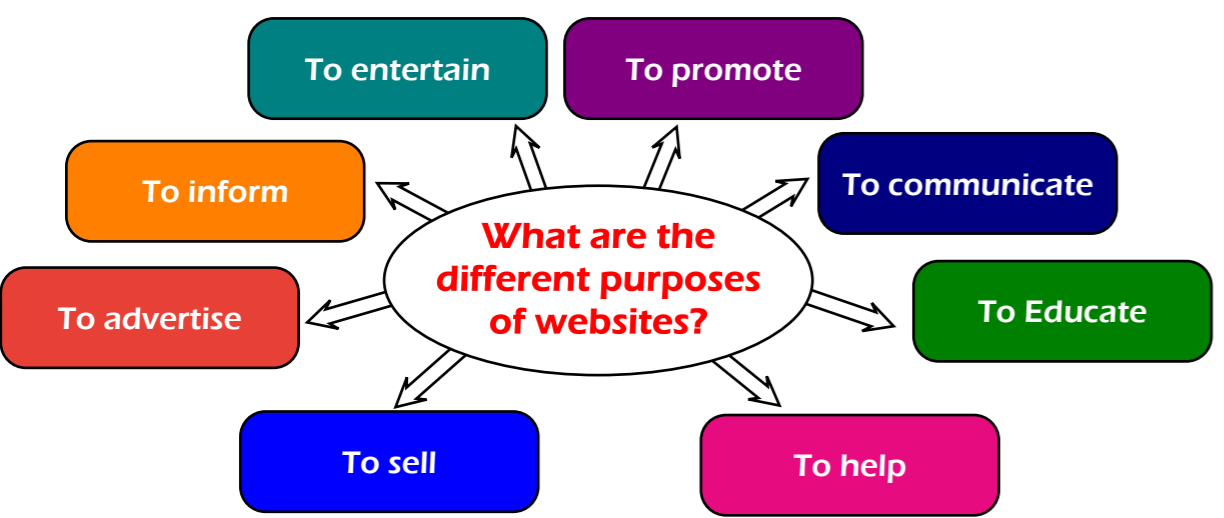 To entertain
To promote
To inform
To communicate
What are the
different purposes
of websites?
To advertise
To Educate
To sell
To help